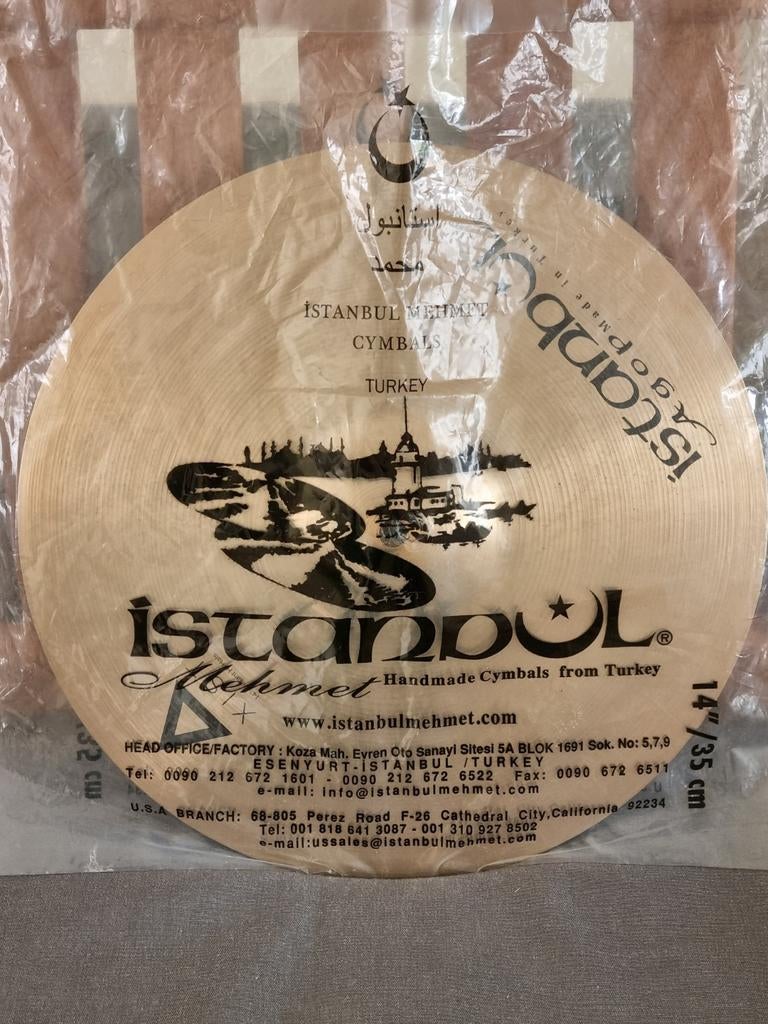 استانبول
محمد
İSTANBUL MEHMET
CYMBALS
TURKEY
istanbul
Agop
Made in Turkey
istanbul®
Mehmet Handmade Cymbals from Turkey
www.istanbulmehmet.com
HEAD OFFICE/FACTORY : Koza Mah. Evren Oto Sanayi Sitesi 5A BLOK 1691 Sok. No: 5,7,9
ESENYURT-İSTANBUL /TURKEY
Tel: 0090 212 672 1601 - 0090 212 672 6522 Fax: 0090 672 6511
e-mail: info@istanbulmehmet.com
U.S.A BRANCH: 68-805 Perez Road F-26 Cathedral City,California 92234
Tel: 001 818 641 3087 - 001 310 927 8502
e-mail:ussales@istanbulmehmet.com
14"/35 cm
35 cm